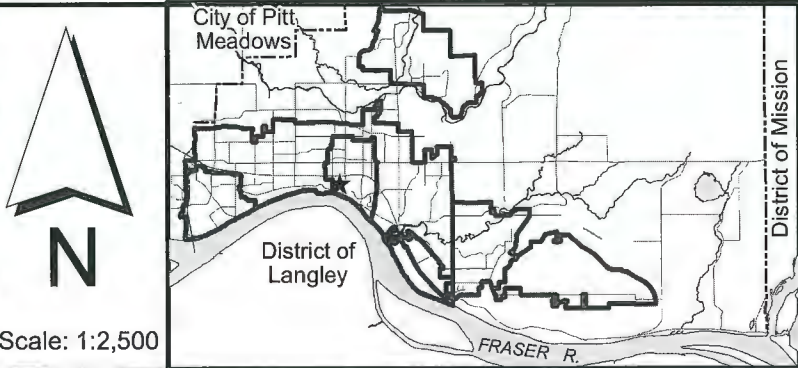 City of Pitt
Meadows
District of Mission
N
District of
Langley
Scale: 1:2,500
FRASER R.